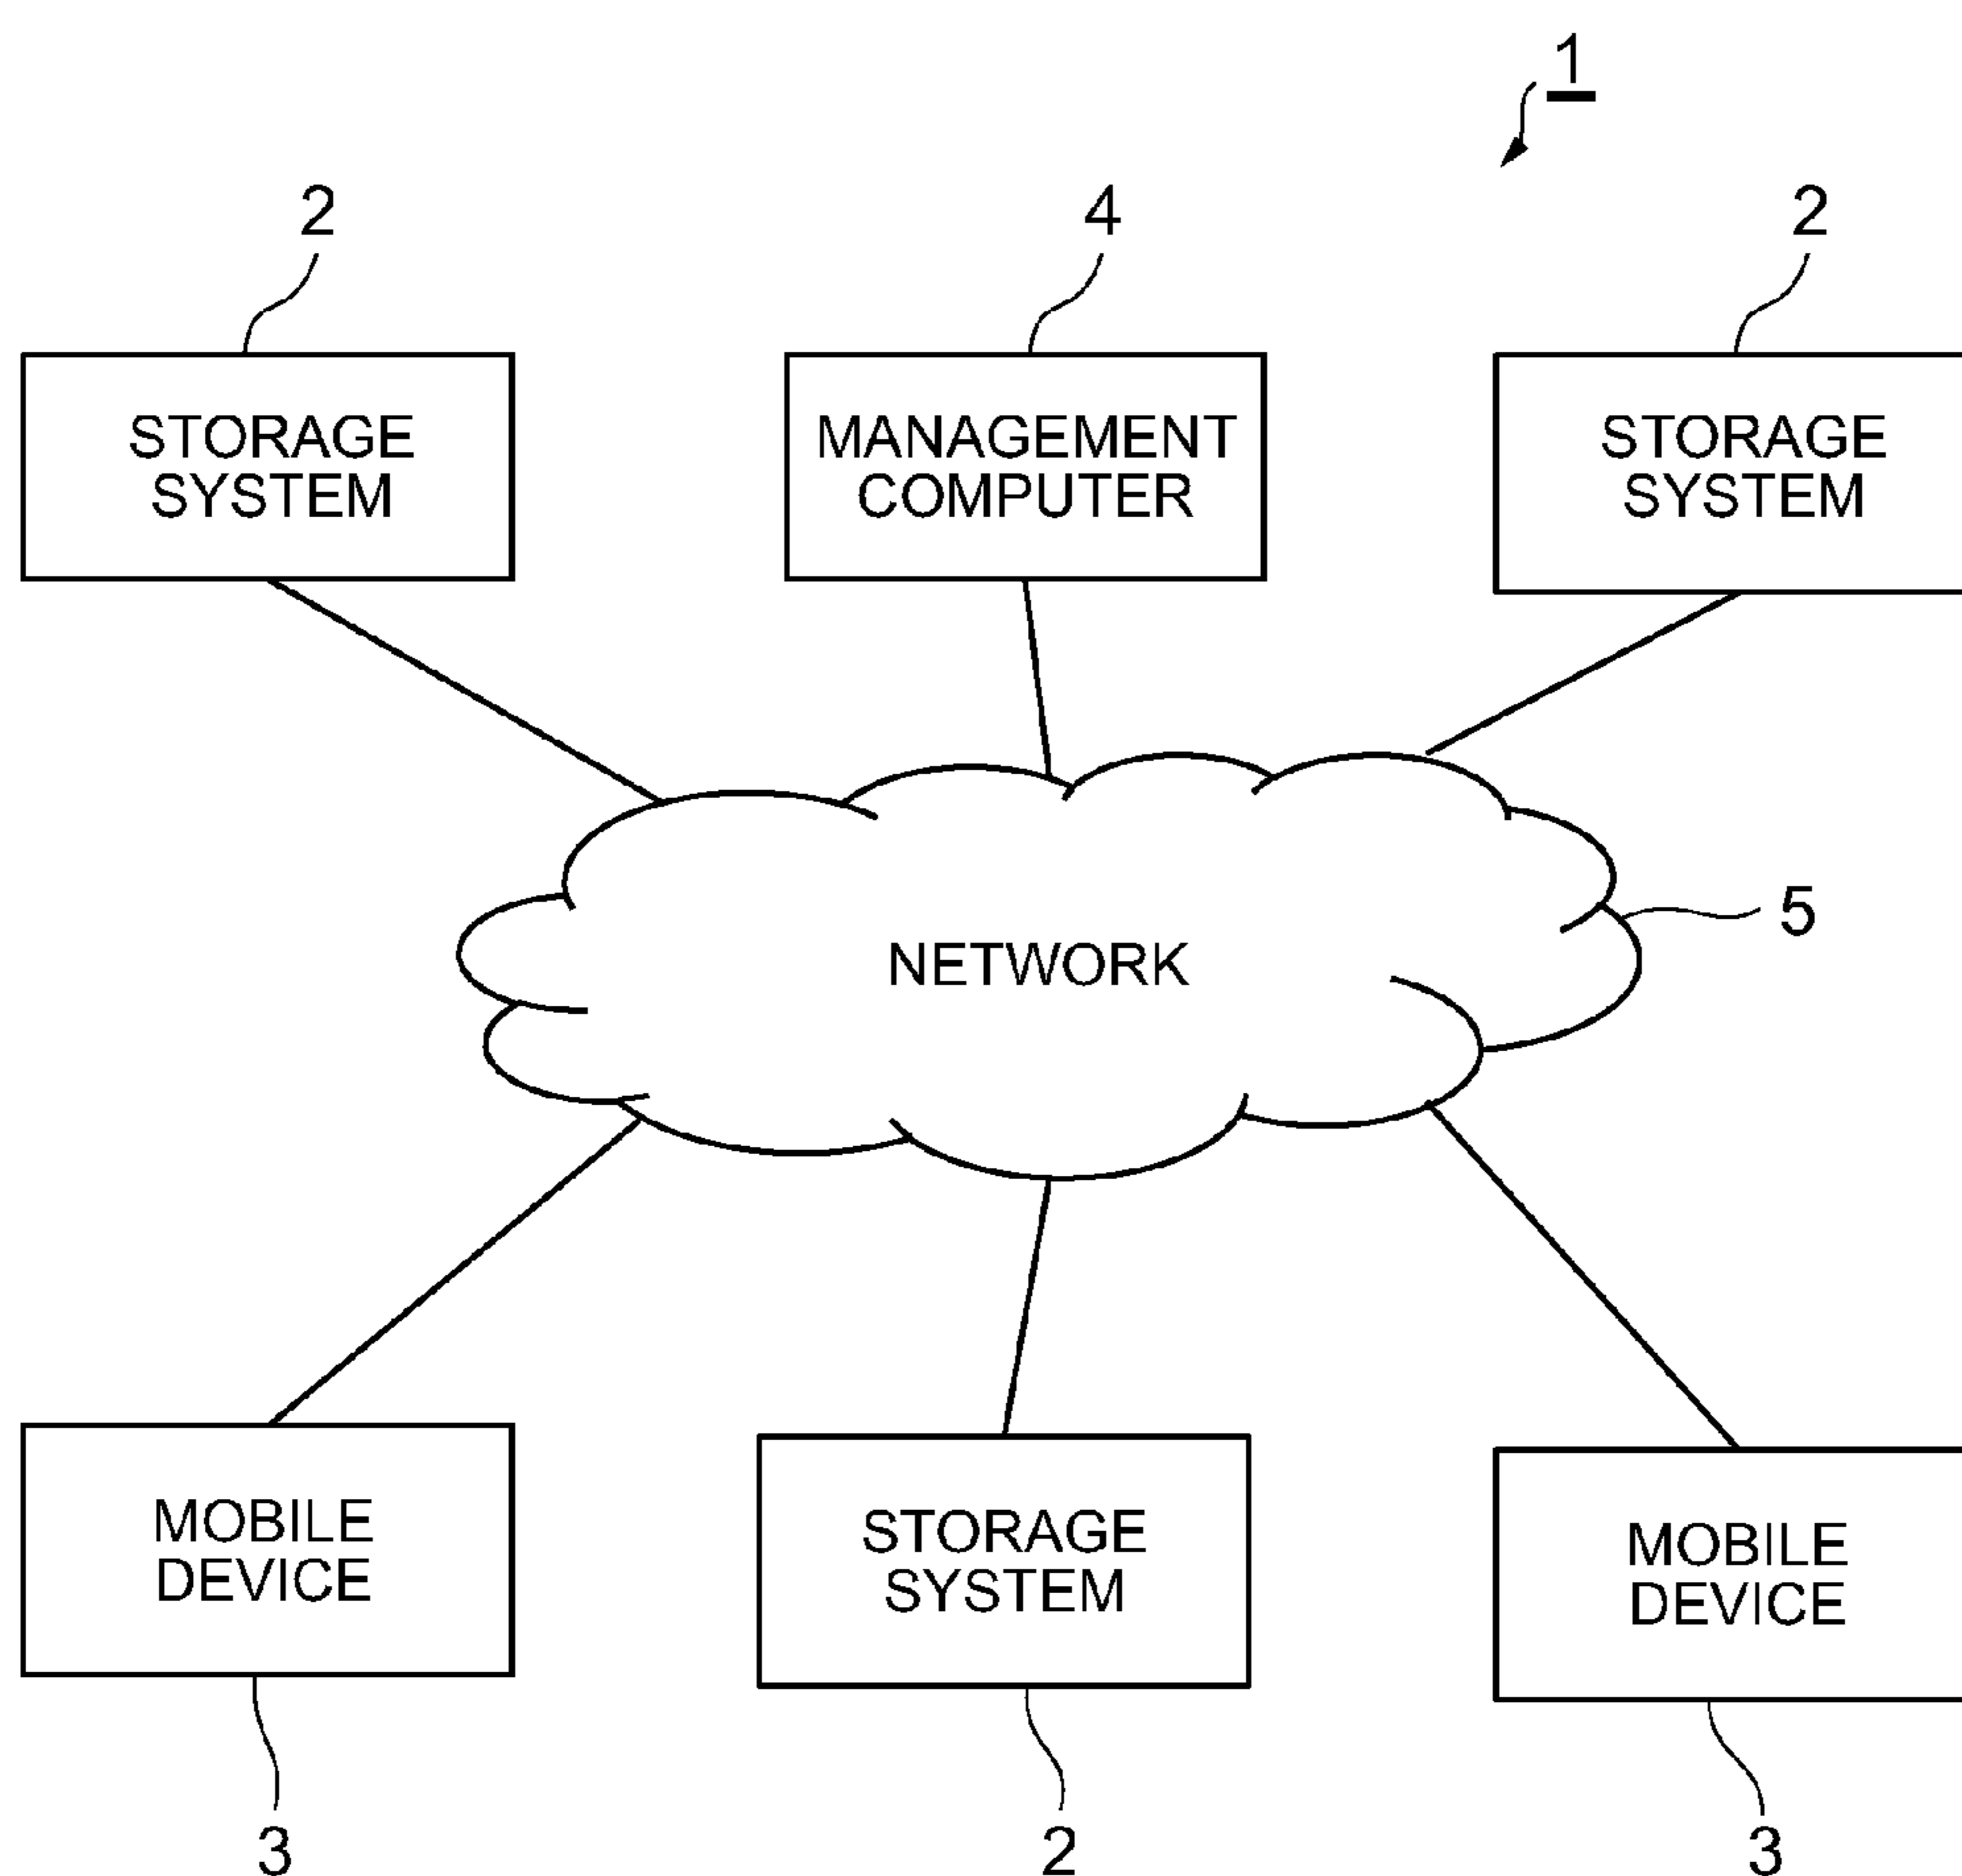 1
2
4
2
STORAGE
SYSTEM
MANAGEMENT
COMPUTER
STORAGE
SYSTEM
NETWORK
5
MOBILE
DEVICE
STORAGE
SYSTEM
MOBILE
DEVICE
3
2
3